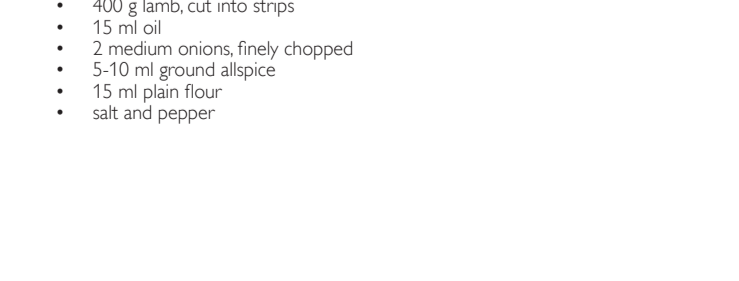 • 400 g lamb, cut into strips
• 15 ml oil
• 2 medium onions, finely chopped
• 5-10 ml ground allspice
• 15 ml plain flour
• salt and pepper